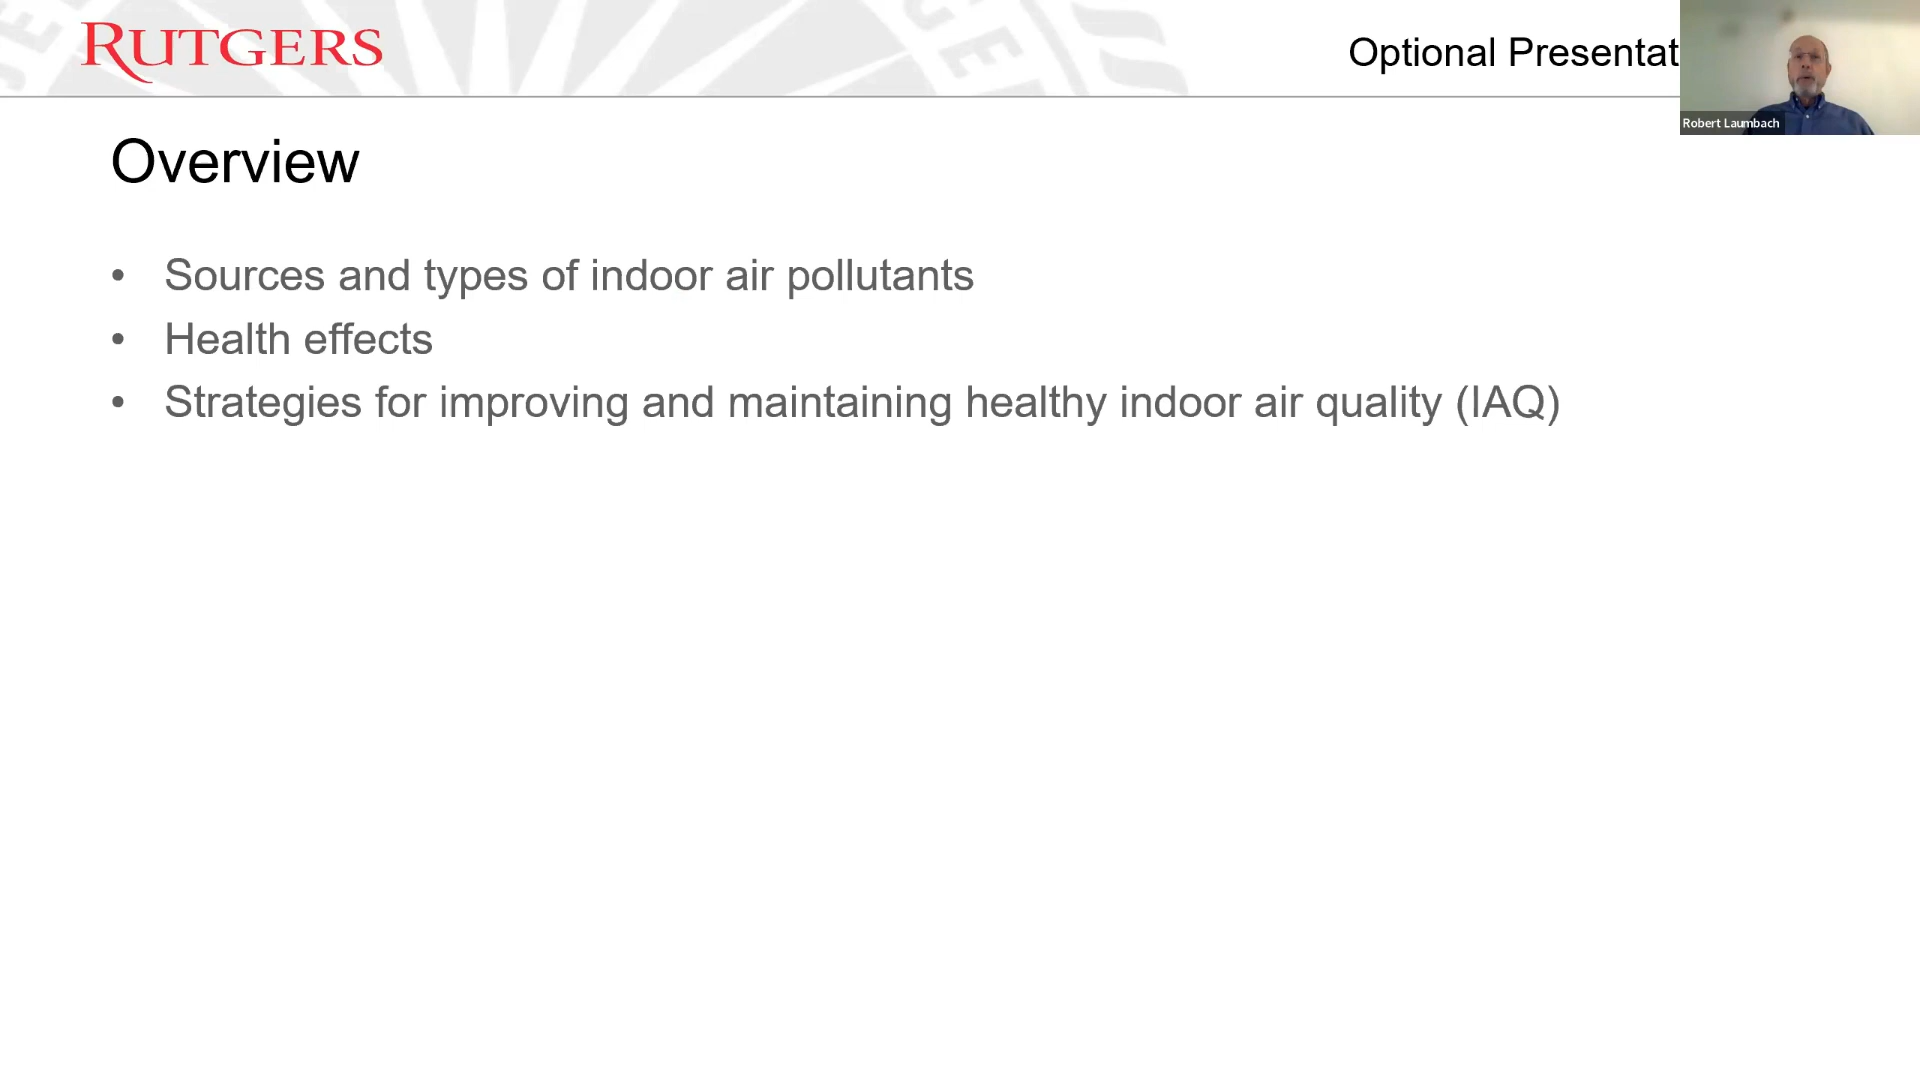 RUTGERS
Optional Presentat
Robert Laumbach
Overview
• Sources and types of indoor air pollutants
• Health effects
• Strategies for improving and maintaining healthy indoor air quality (IAQ)